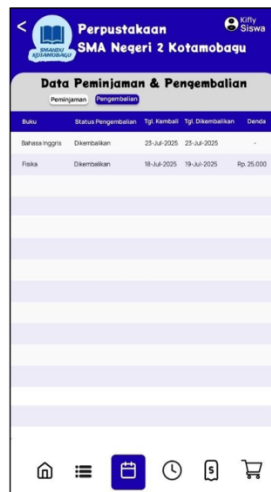 <
Perpustakaan
SMA Negeri 2 Kotamobagu
Kifly
Siswa
Data Peminjaman & Pengembalian
Peminjaman Pengembalian
Buku Status Pengembalian Tgl. Kembali Tgl. Dikembalikan Denda
Bahasa Inggris Dikembalikan 23-Jul-2025 23-Jul-2025 -
Fisika Dikembalikan 18-Jul-2025 19-Jul-2025 Rp. 25.000